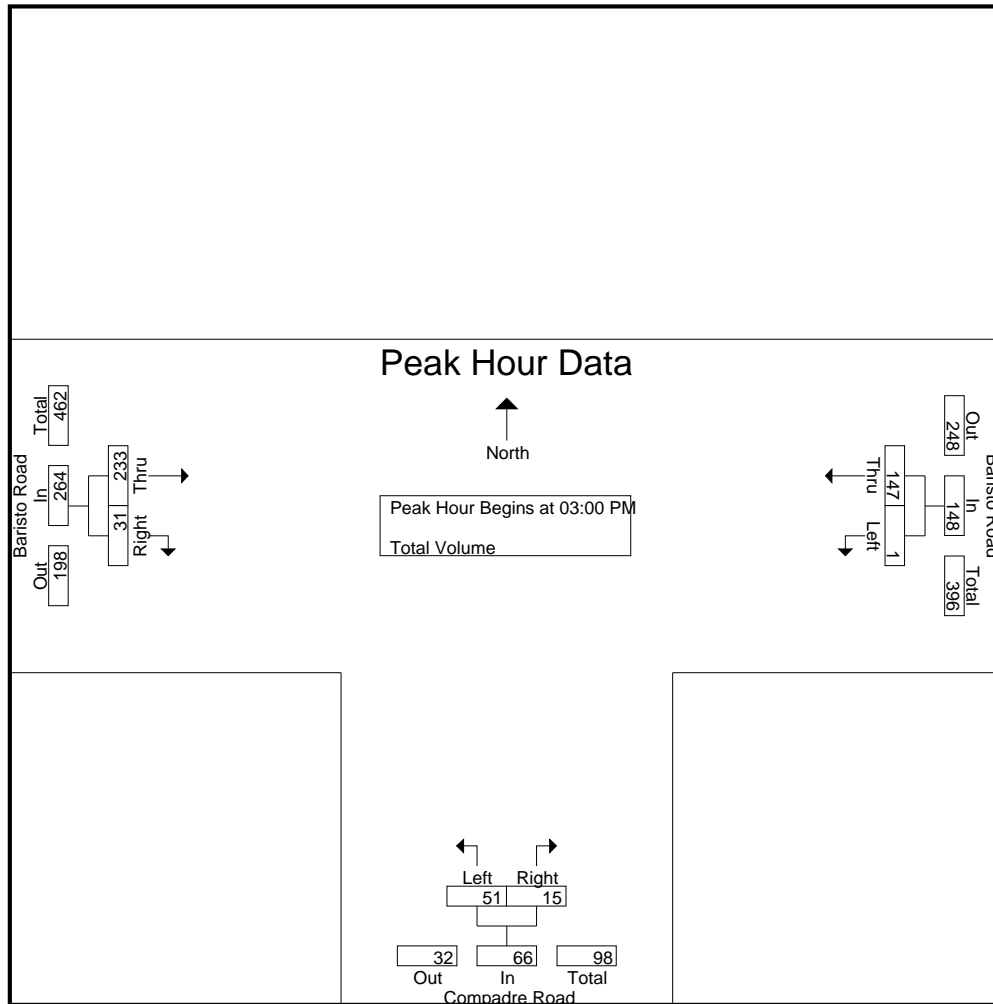 Peak Hour Data
North
Peak Hour Begins at 03:00 PM
Total Volume
Baristo Road
Total
462
In
264
Out
198
233
Thru
31
Right
Out
248
In
148
Total
396
Baristo Road
147
Thru
1
Left
Left Right
51 15
32 66 98
Out In Total
Compadre Road